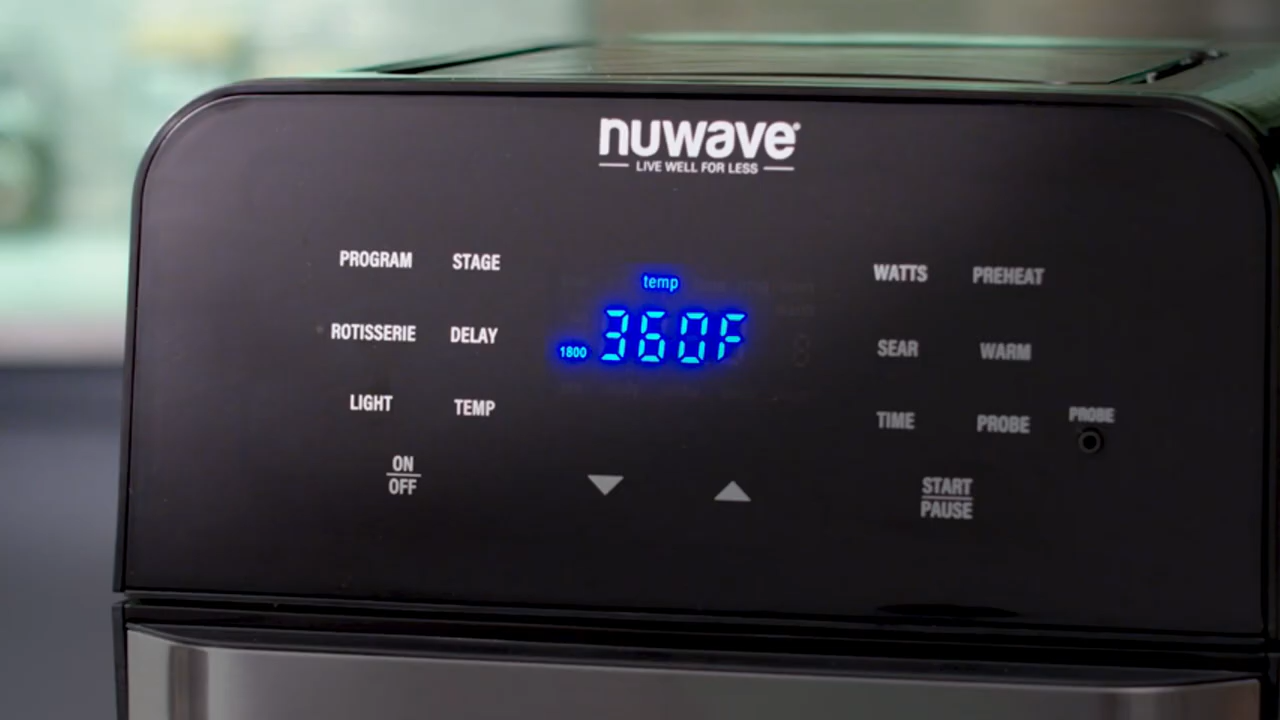 nuwave®
LIVE WELL FOR LESS
PROGRAM STAGE
temp
WATTS PREHEAT
ROTISSERIE DELAY
1800 360F
SEAR WARM
LIGHT TEMP
TIME PROBE PROBE
ON
OFF
START
PAUSE